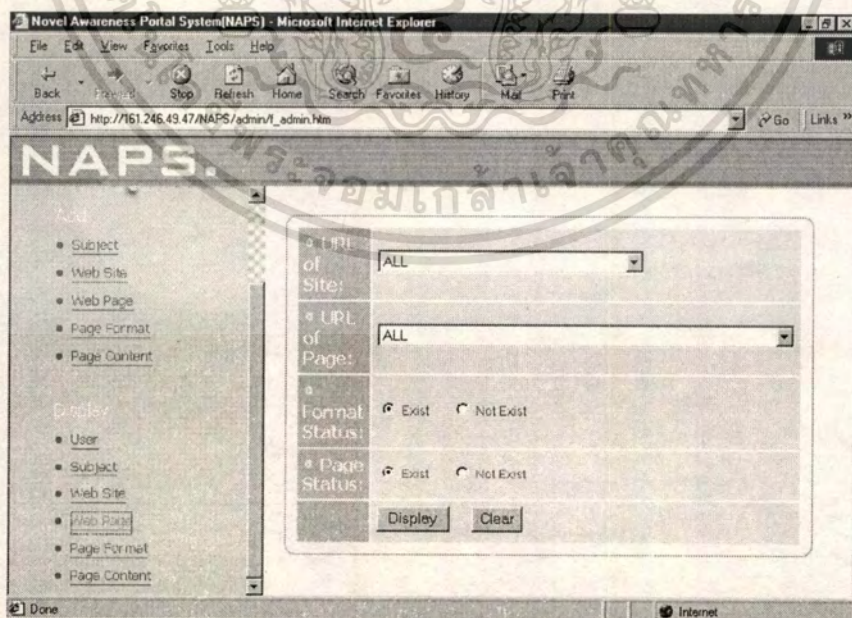 Novel Awareness Portal System(NAPS) - Microsoft Internet Explorer
File Edit View Favorites Tools Help
Back Forward Stop Refresh Home Search Favorites History Mail Print
Address http://161.246.49.47/NAPS/admin/f_admin.htm Go Links »
NAPS.
Add
Subject
Web Site
Web Page
Page Format
Page Content
Display
User
Subject
Web Site
Web Page
Page Format
Page Content
URL of Site:
ALL
URL of Page:
ALL
Format Status:
Exist Not Exist
Page Status:
Exist Not Exist
Display Clear
Done Internet